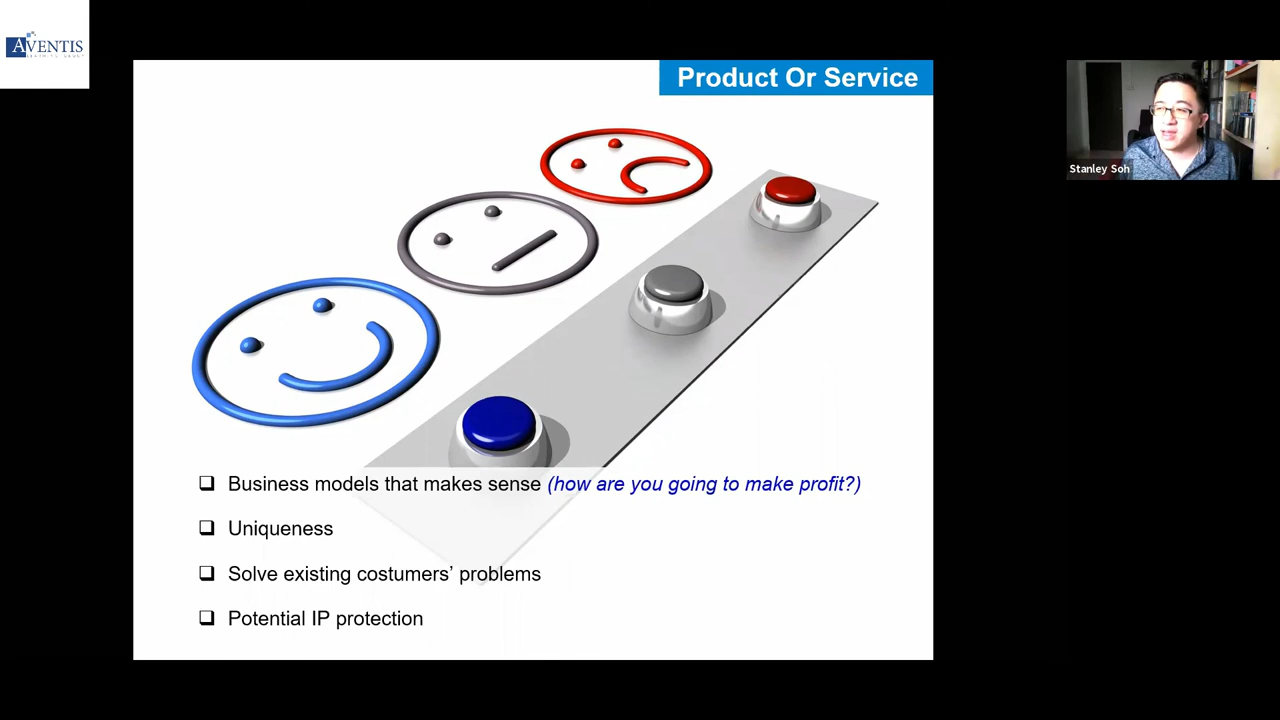 AVENTIS
Product Or Service
Stanley Soh
❑ Business models that makes sense (how are you going to make profit?)
❑ Uniqueness
❑ Solve existing costumers’ problems
❑ Potential IP protection